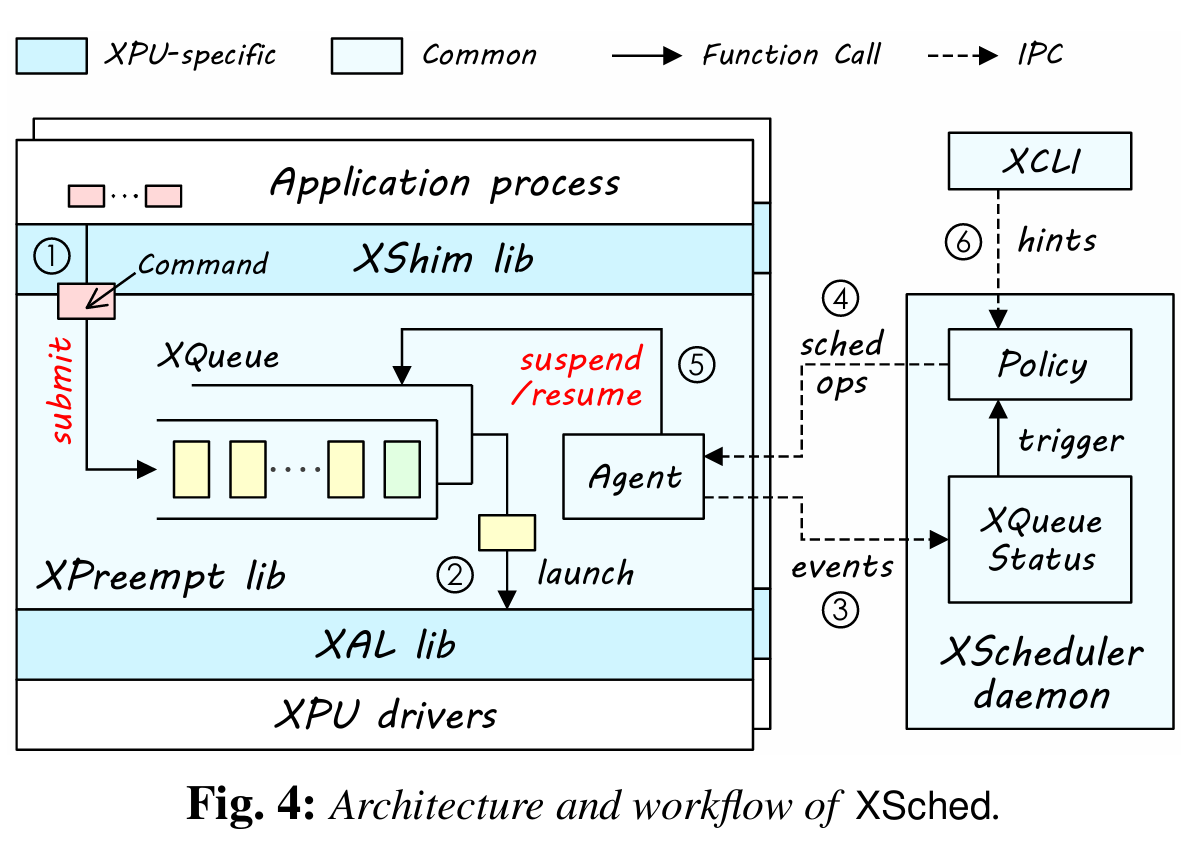 XPU-specific Common Function Call IPC
Application process
XCLI
①
Command
XShim lib
⑥ hints
submit
XQueue
suspend
/resume
⑤
④
sched
ops
Policy
trigger
Agent
XQueue
Status
XPreempt lib
② launch
events
③
XAL lib
XScheduler
daemon
XPU drivers
Fig. 4: Architecture and workflow of XSched.